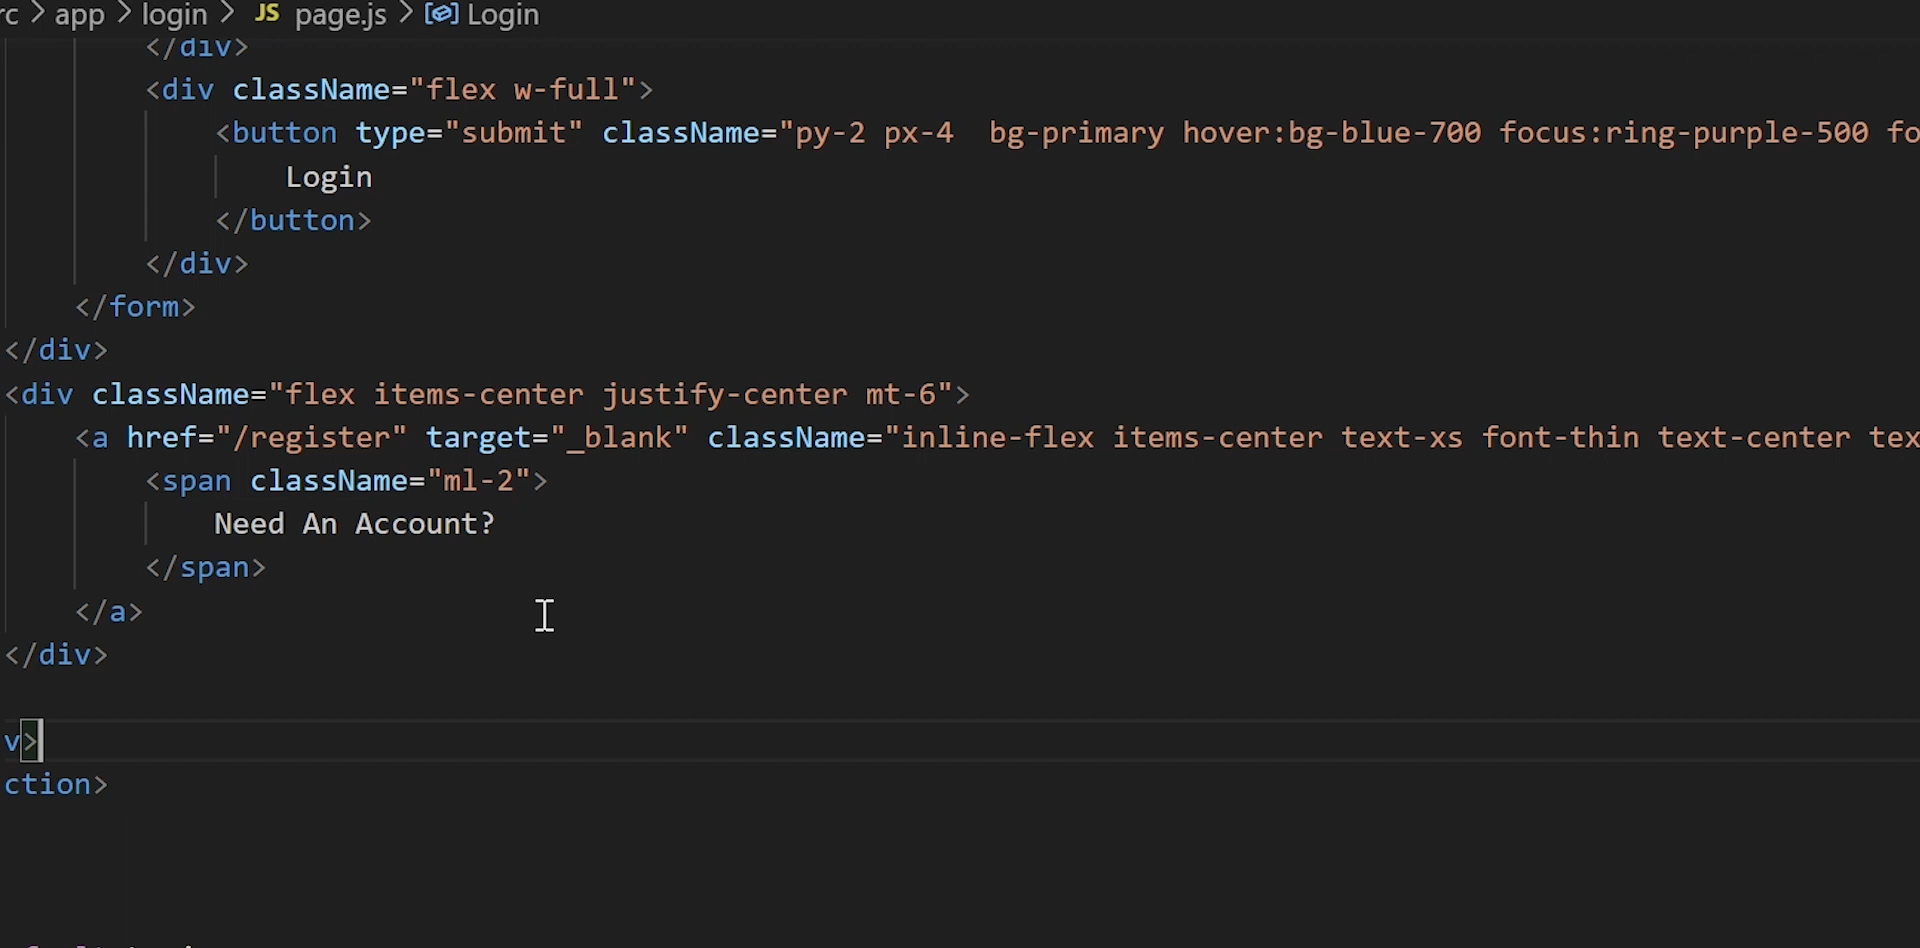 rc > app > login > JS page.js > Login
</div>
<div className="flex w-full">
<button type="submit" className="py-2 px-4  bg-primary hover:bg-blue-700 focus:ring-purple-500 fo
Login
</button>
</div>
</form>
</div>
<div className="flex items-center justify-center mt-6">
<a href="/register" target="_blank" className="inline-flex items-center text-xs font-thin text-center tex
<span className="ml-2">
Need An Account?
</span>
</a>
</div>
v>
ction>